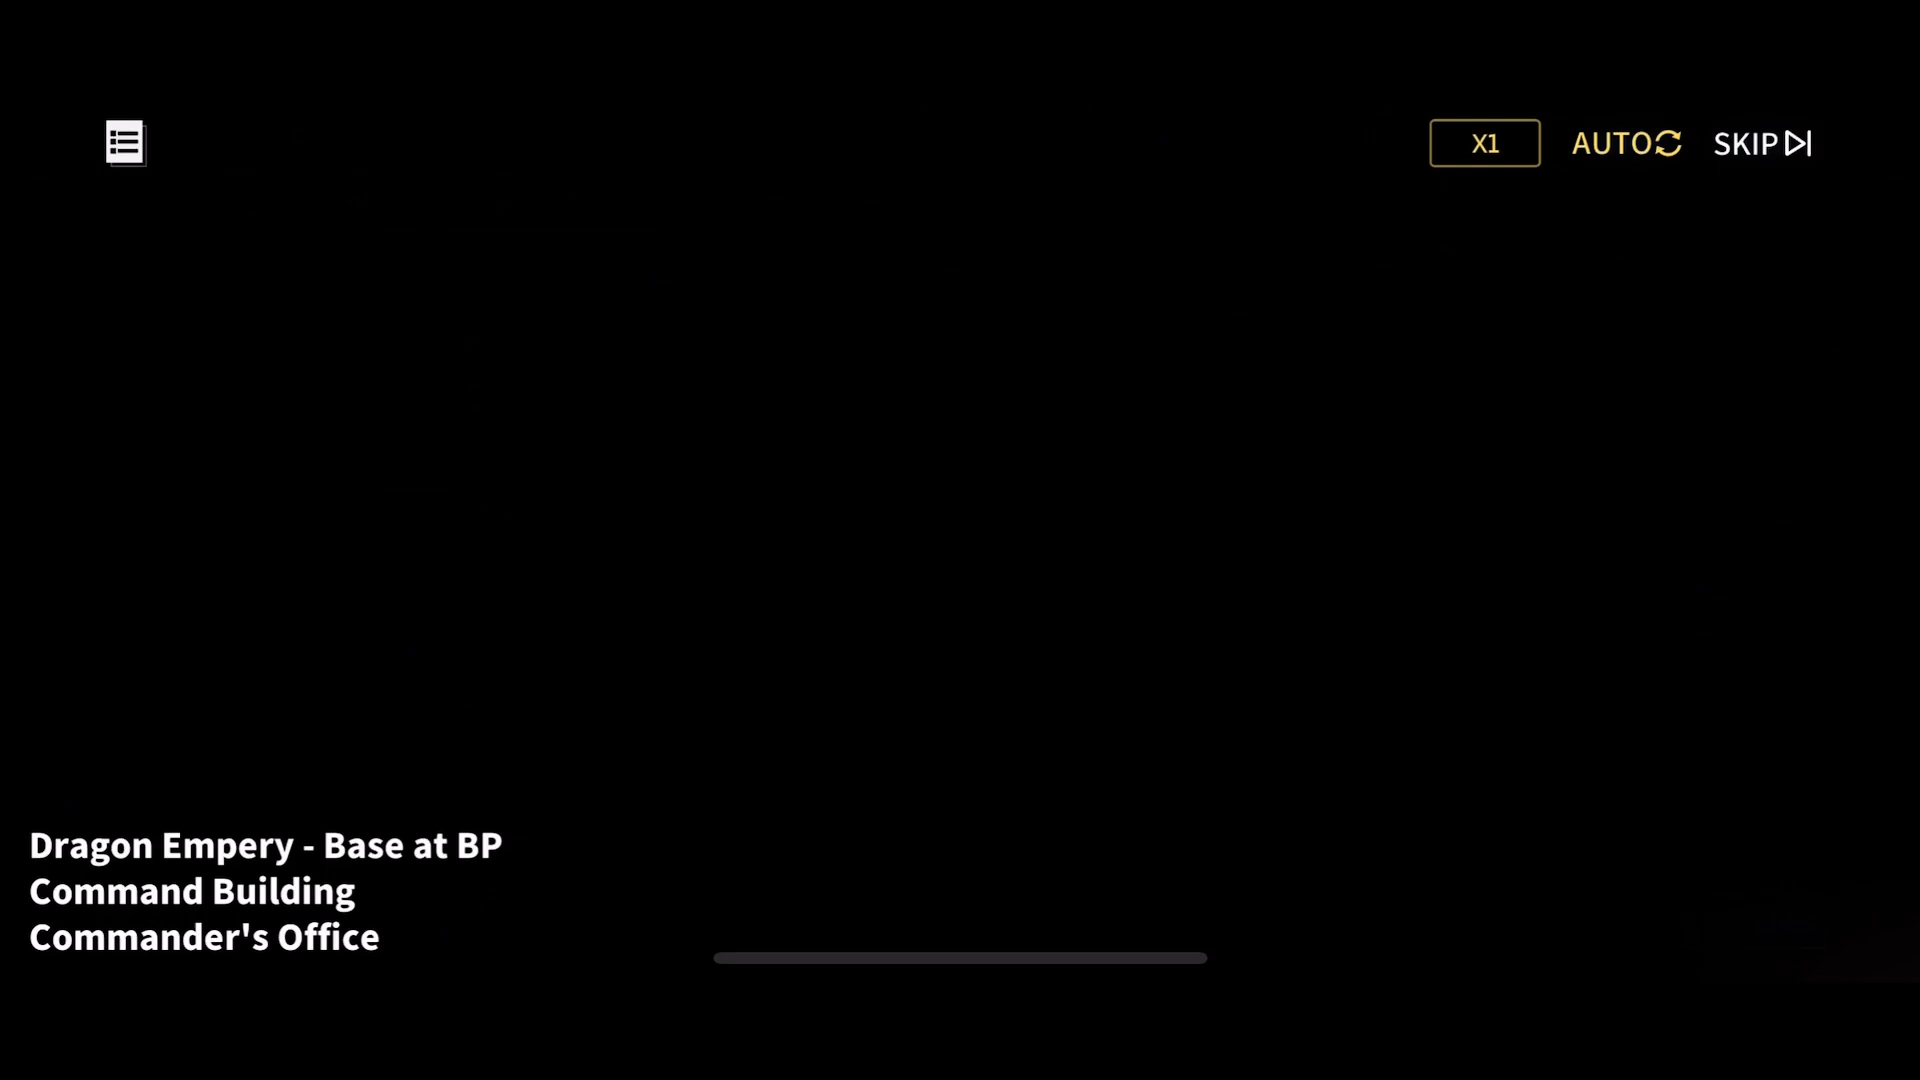 X1 AUTO SKIP
Dragon Empery - Base at BP
Command Building
Commander's Office